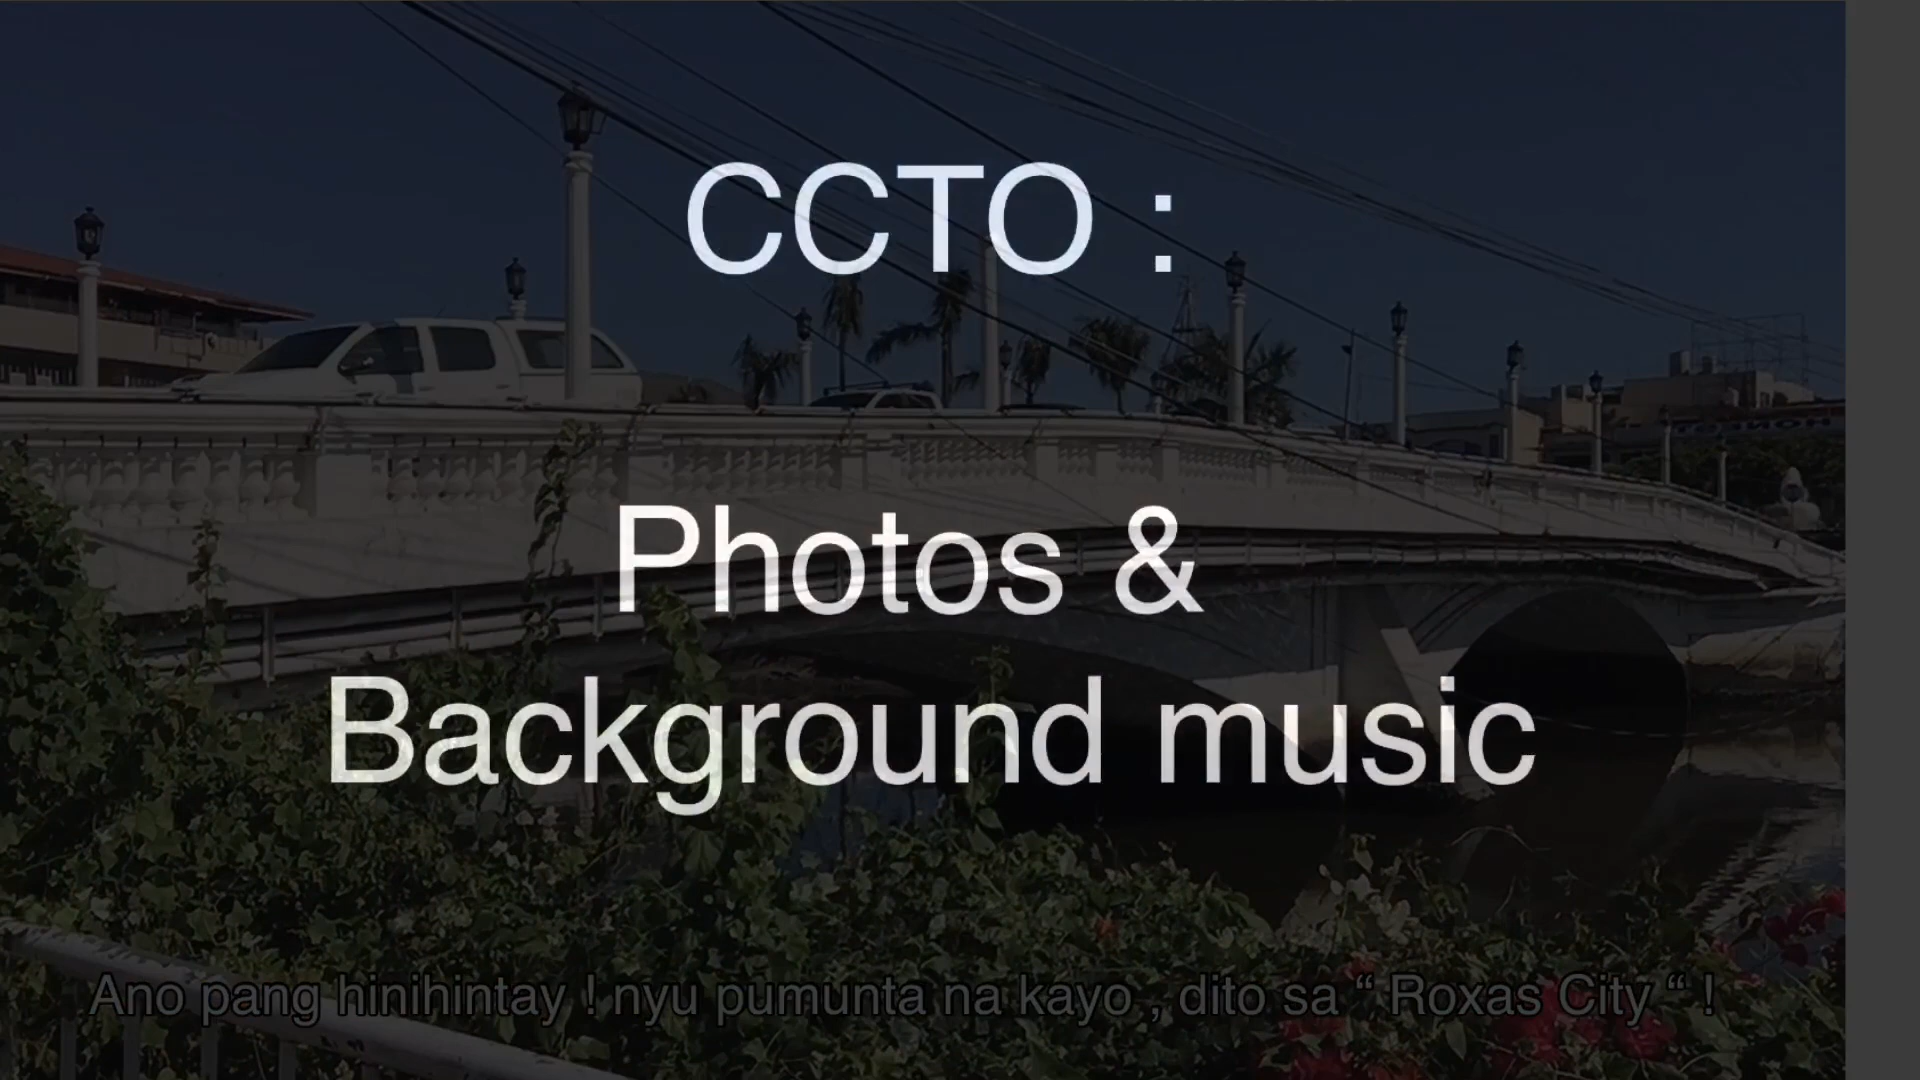 CCTO :
Photos &
Background music
Ano pang hinihintay ! nyu pumunta na kayo , dito sa “ Roxas City “ !